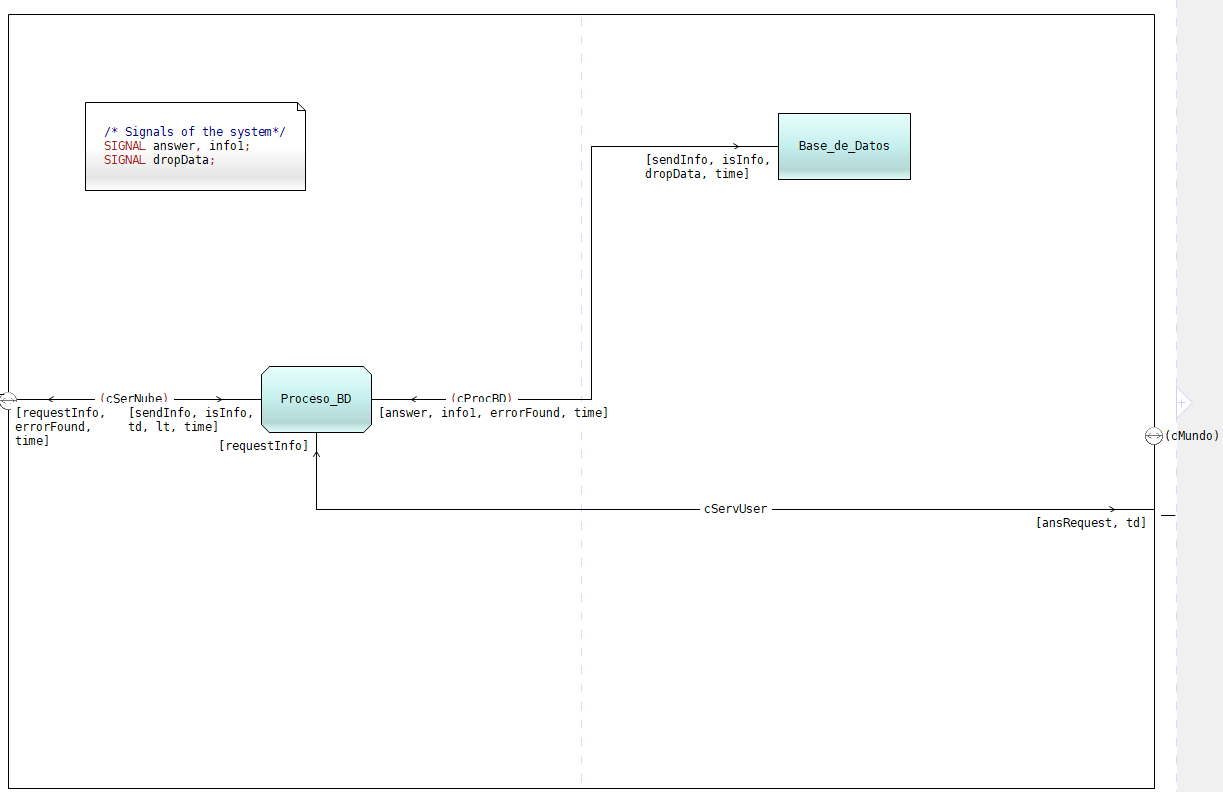 /* Signals of the system*/
SIGNAL answer, info1;
SIGNAL dropData;
Base_de_Datos
[sendInfo, isInfo,
dropData, time]
(cSerNube)
Proceso_BD
(cProcBD)
[requestInfo,
errorFound,
time]
[sendInfo, isInfo,
td, lt, time]
[answer, info1, errorFound, time]
[requestInfo]
(cMundo)
cServUser
[ansRequest, td]